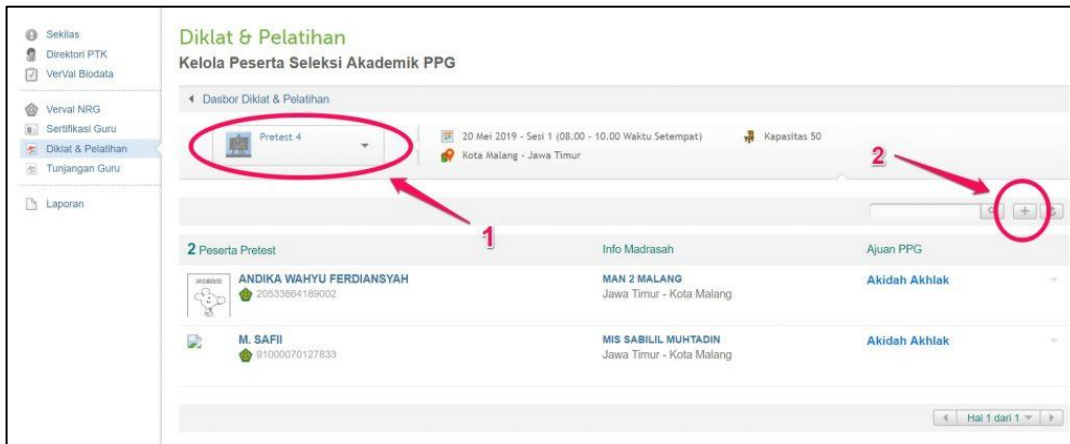 Sekilas
Direktori PTK
VerVal Biodata
Verval NRG
Sertifikasi Guru
Diklat & Pelatihan
Tunjangan Guru
Laporan
Diklat & Pelatihan
Kelola Peserta Seleksi Akademik PPG
Dasbor Diklat & Pelatihan
Pretest 4
20 Mei 2019 - Sesi 1 (08.00 - 10.00 Waktu Setempat)
Kapasitas 50
Kota Malang - Jawa Timur
1
2
2 Peserta Pretest
Info Madrasah
Ajuan PPG
ANDIKA WAHYU FERDIANSYAH
MAN 2 MALANG
Akidah Akhlak
20533664189002
Jawa Timur - Kota Malang
M. SAFII
MIS SABILIL MUHTADIN
Akidah Akhlak
91000070127833
Jawa Timur - Kota Malang
Hal 1 dari 1